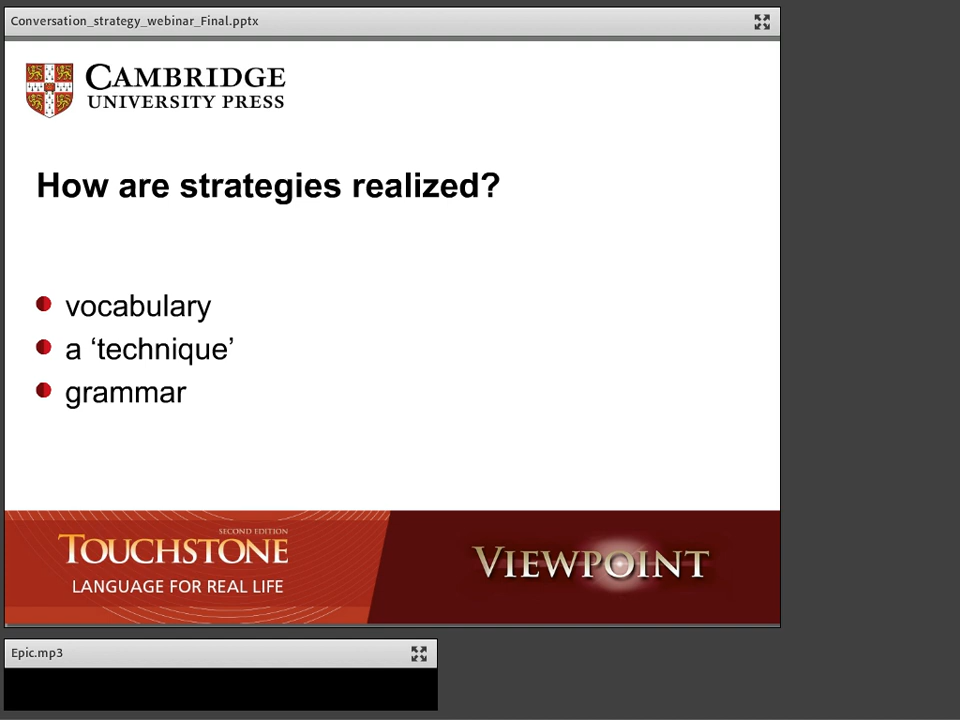 Conversation_strategy_webinar_Final.pptx
CAMBRIDGE
UNIVERSITY PRESS
How are strategies realized?
vocabulary
a ‘technique’
grammar
SECOND EDITION
TOUCHSTONE
LANGUAGE FOR REAL LIFE
VIEWPOINT
Epic.mp3